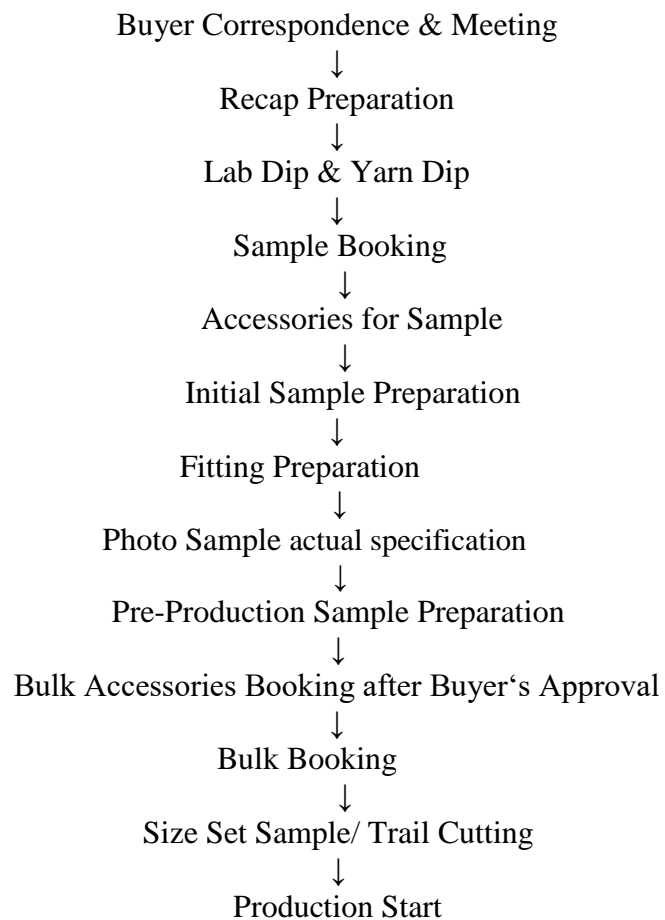 Buyer Correspondence & Meeting
↓
Recap Preparation
↓
Lab Dip & Yarn Dip
↓
Sample Booking
↓
Accessories for Sample
↓
Initial Sample Preparation
↓
Fitting Preparation
↓
Photo Sample actual specification
↓
Pre-Production Sample Preparation
↓
Bulk Accessories Booking after Buyer‘s Approval
↓
Bulk Booking
↓
Size Set Sample/ Trail Cutting
↓
Production Start